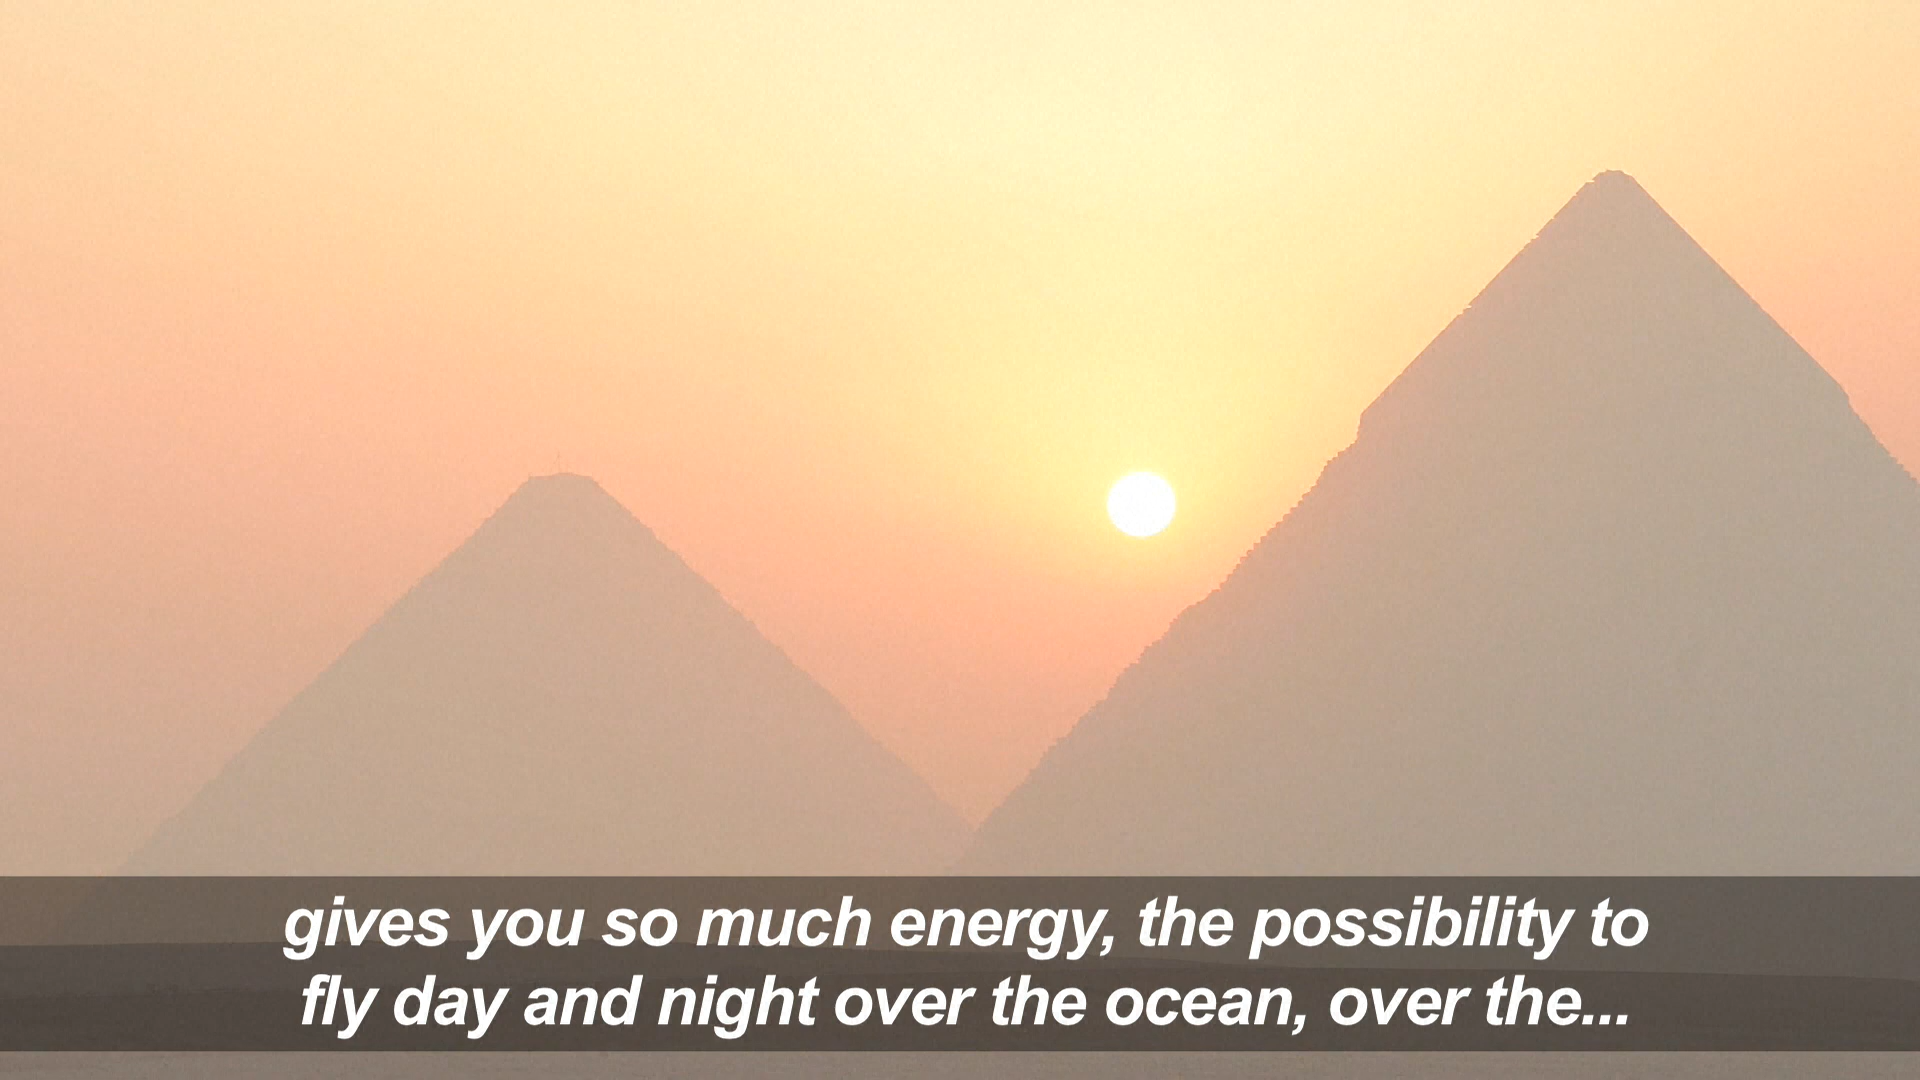 gives you so much energy, the possibility to
fly day and night over the ocean, over the...